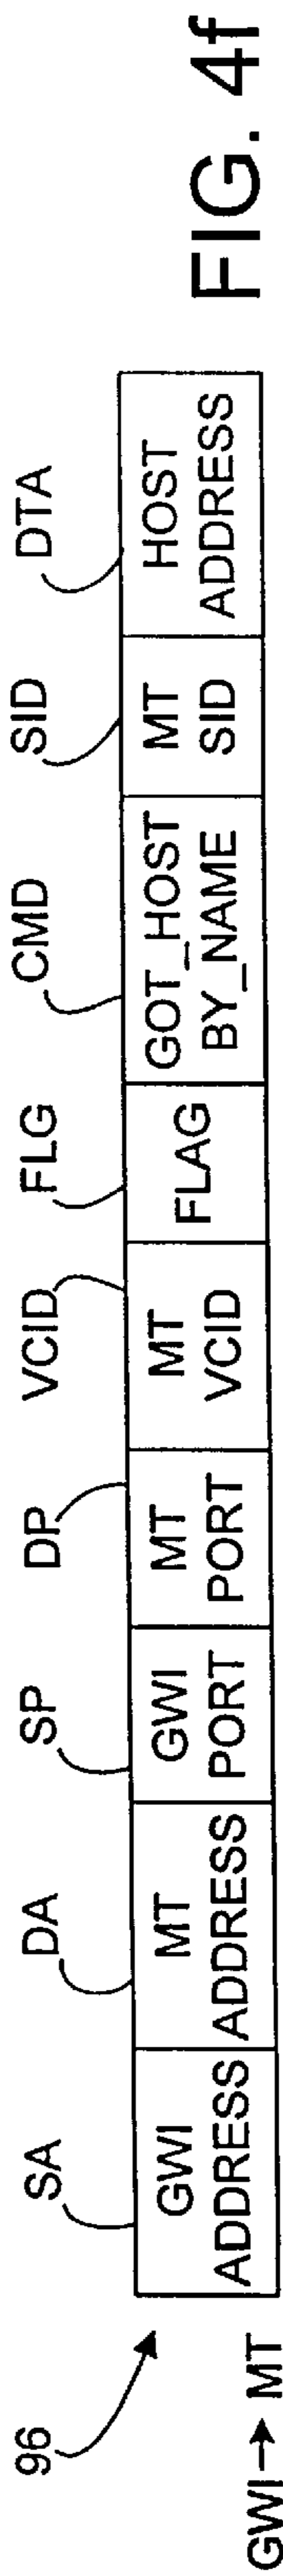 96
SA DA SP DP VCID FLG CMD SID DTA
GWI ADDRESS
MT ADDRESS
GWI PORT
MT PORT
MT VCID
FLAG
GOT_HOST BY_NAME
MT SID
HOST ADDRESS
GWI→ MT
FIG. 4f